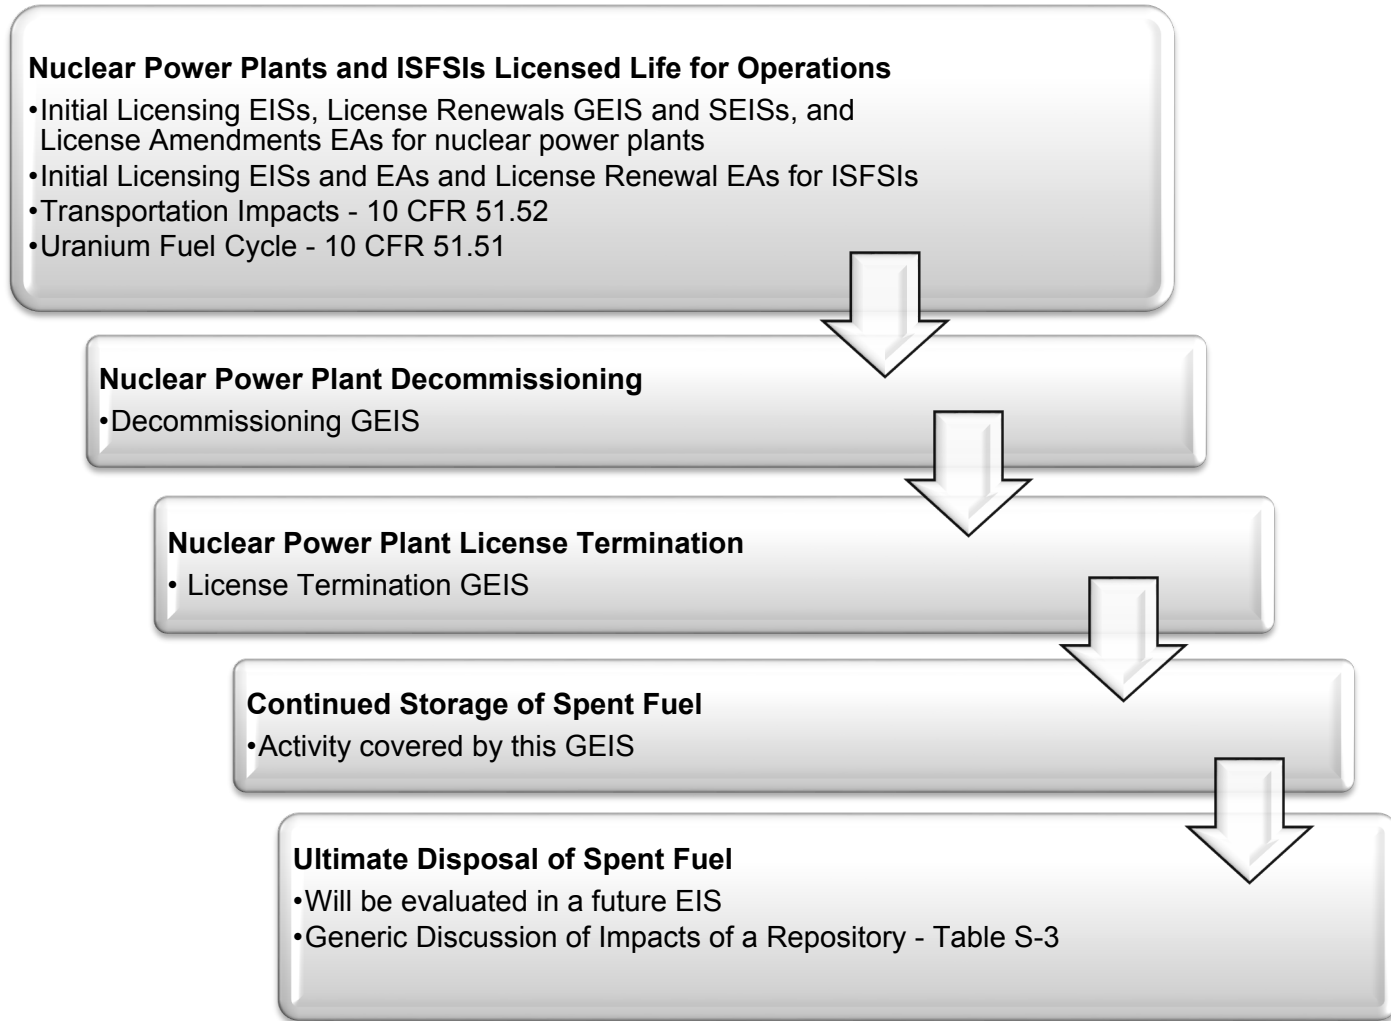 Nuclear Power Plants and ISFSIs Licensed Life for Operations
•Initial Licensing EISs, License Renewals GEIS and SEISs, and
License Amendments EAs for nuclear power plants
•Initial Licensing EISs and EAs and License Renewal EAs for ISFSIs
•Transportation Impacts - 10 CFR 51.52
•Uranium Fuel Cycle - 10 CFR 51.51
Nuclear Power Plant Decommissioning
•Decommissioning GEIS
Nuclear Power Plant License Termination
• License Termination GEIS
Continued Storage of Spent Fuel
•Activity covered by this GEIS
Ultimate Disposal of Spent Fuel
•Will be evaluated in a future EIS
•Generic Discussion of Impacts of a Repository - Table S-3